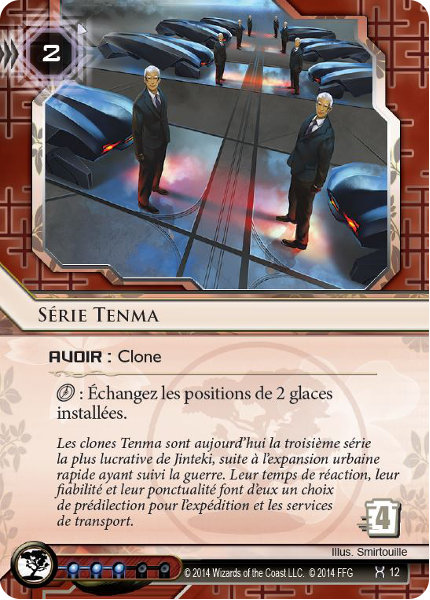 2
SÉRIE TENMA
AVOIR : Clone
: Échangez les positions de 2 glaces
installées.
Les clones Tenma sont aujourd'hui la troisième série
la plus lucrative de Jinteki, suite à l'expansion urbaine
rapide ayant suivi la guerre. Leur temps de réaction, leur
fiabilité et leur ponctualité font d'eux un choix
de prédilection pour l'expédition et les services
de transport.
4
Illus. Smirtouille
© 2014 Wizards of the Coast LLC. © 2014 FFG 12